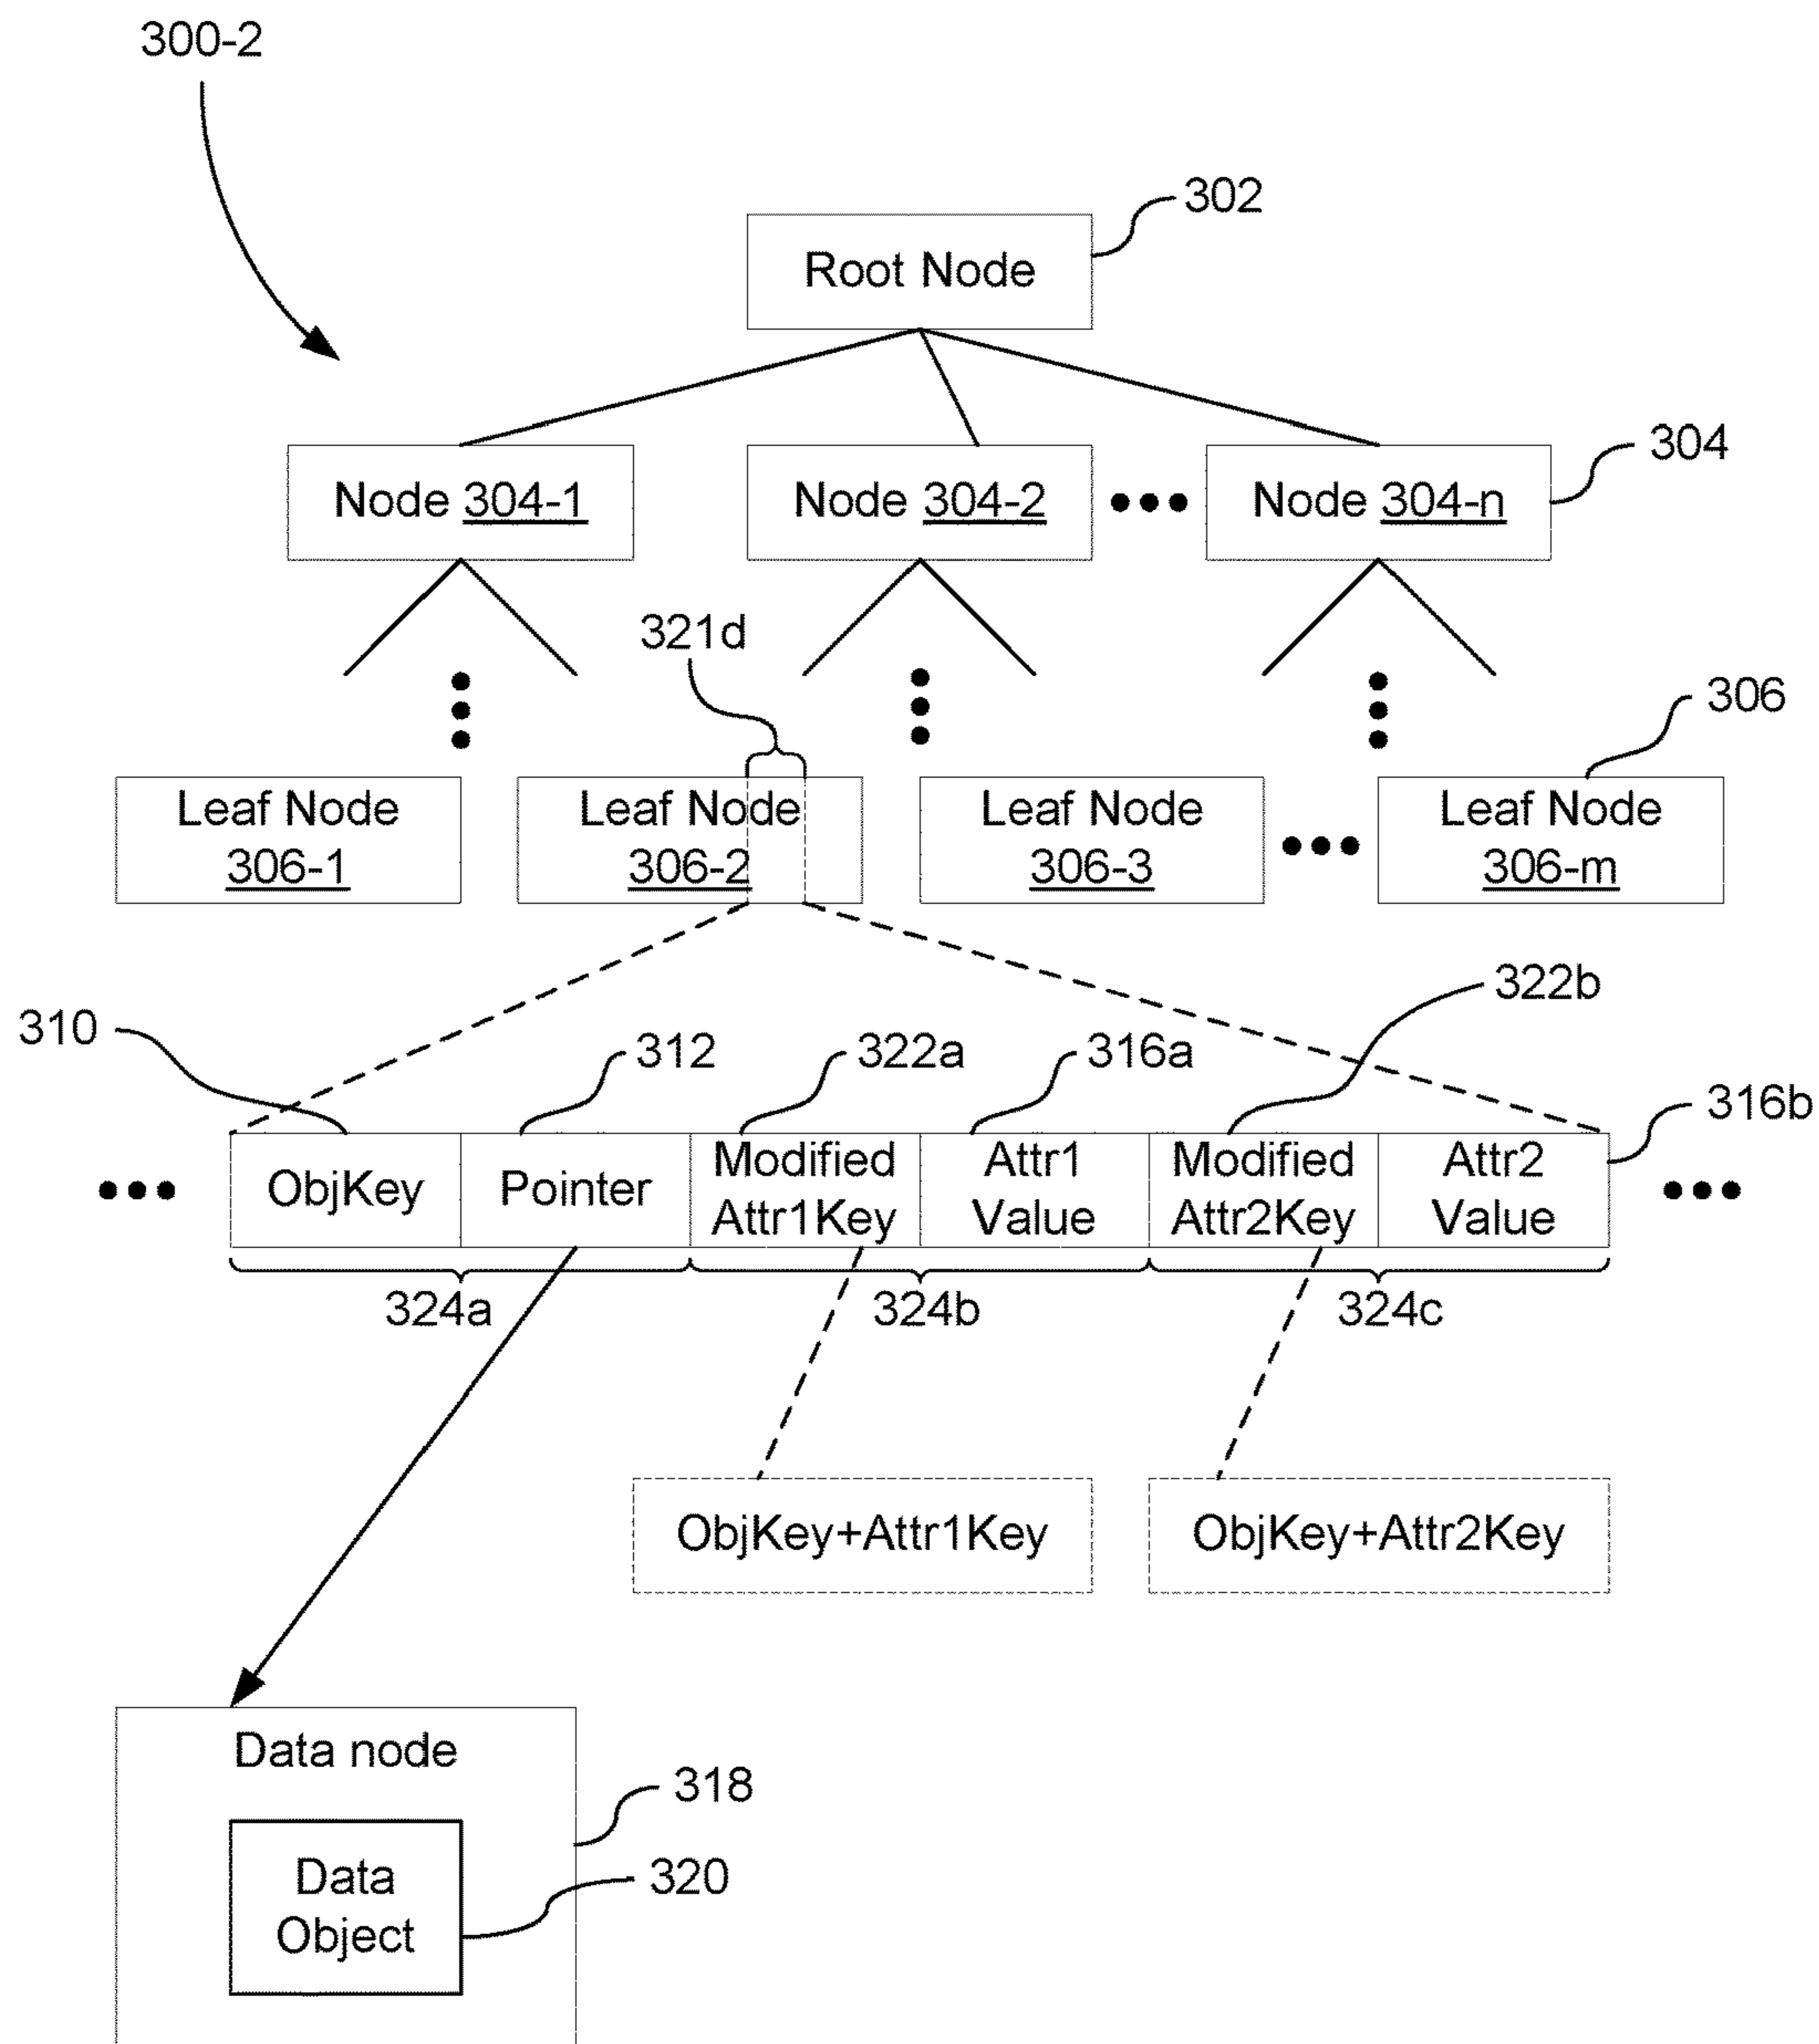 300-2
302
Root Node
304
Node 304-1
Node 304-2
Node 304-n
321d
306
Leaf Node
306-1
Leaf Node
306-2
Leaf Node
306-3
Leaf Node
306-m
322b
310
312
322a
316a
316b
ObjKey
Pointer
Modified
Attr1Key
Attr1
Value
Modified
Attr2Key
Attr2
Value
324a
324b
324c
ObjKey+Attr1Key
ObjKey+Attr2Key
Data node
318
Data
Object
320